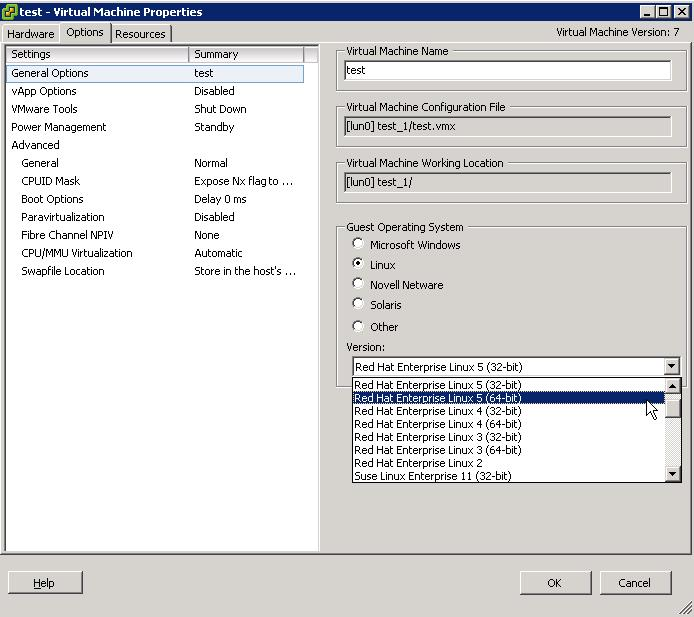 test - Virtual Machine Properties
Hardware Options Resources Virtual Machine Version: 7
Settings Summary
General Options test
vApp Options Disabled
VMware Tools Shut Down
Power Management Standby
Advanced
General Normal
CPUID Mask Expose Nx flag to ...
Boot Options Delay 0 ms
Paravirtualization Disabled
Fibre Channel NPIV None
CPU/MMU Virtualization Automatic
Swapfile Location Store in the host's ...
Virtual Machine Name
test
Virtual Machine Configuration File
[lun0] test_1/test.vmx
Virtual Machine Working Location
[lun0] test_1/
Guest Operating System
Microsoft Windows
Linux
Novell Netware
Solaris
Other
Version:
Red Hat Enterprise Linux 5 (32-bit)
Red Hat Enterprise Linux 5 (32-bit)
Red Hat Enterprise Linux 5 (64-bit)
Red Hat Enterprise Linux 4 (32-bit)
Red Hat Enterprise Linux 4 (64-bit)
Red Hat Enterprise Linux 3 (32-bit)
Red Hat Enterprise Linux 3 (64-bit)
Red Hat Enterprise Linux 2
Suse Linux Enterprise 11 (32-bit)
Help OK Cancel